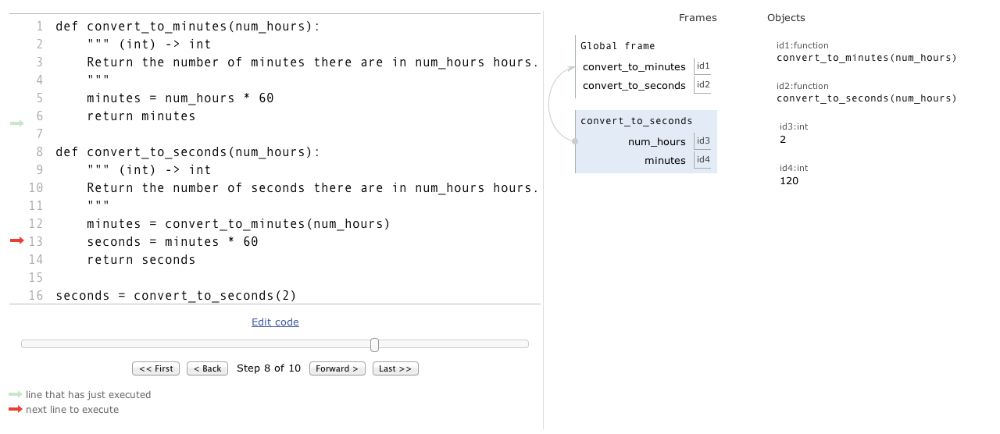 1 def convert_to_minutes(num_hours):
2     """ (int) -> int
3     Return the number of minutes there are in num_hours hours.
4     """
5     minutes = num_hours * 60
6     return minutes
7
8 def convert_to_seconds(num_hours):
9     """ (int) -> int
10     Return the number of seconds there are in num_hours hours.
11     """
12     minutes = convert_to_minutes(num_hours)
13     seconds = minutes * 60
14     return seconds
15
16 seconds = convert_to_seconds(2)
Edit code
<< First < Back Step 8 of 10 Forward > Last >>
line that has just executed
next line to execute
Frames Objects
Global frame
convert_to_minutes id1
convert_to_seconds id2
convert_to_seconds
num_hours id3
minutes id4
id1:function
convert_to_minutes(num_hours)
id2:function
convert_to_seconds(num_hours)
id3:int
2
id4:int
120